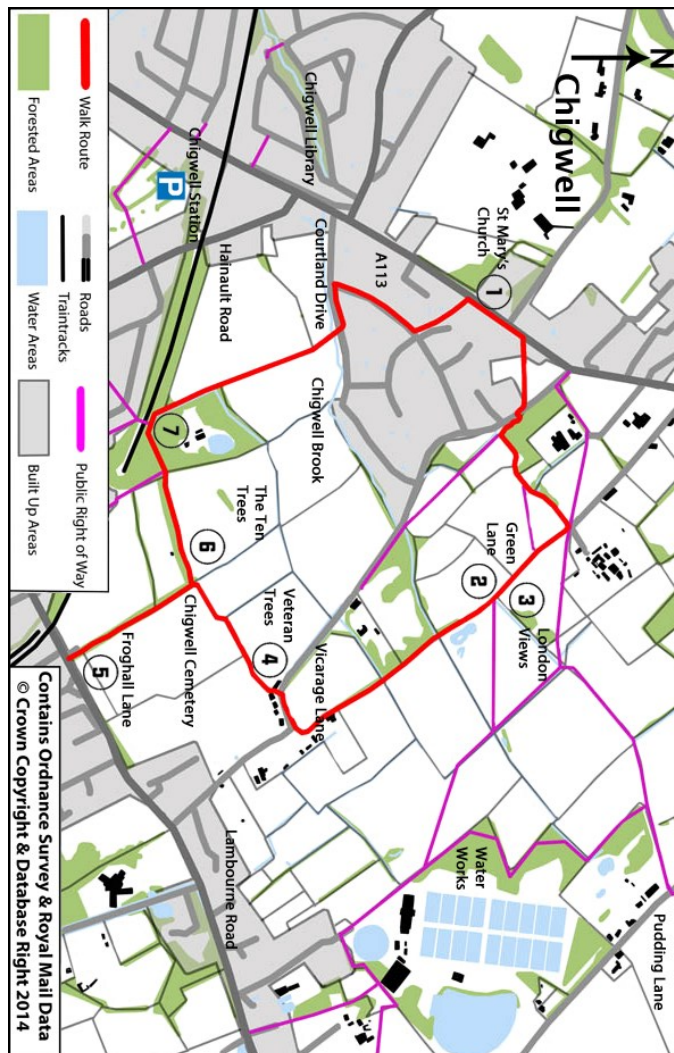 N
Chigwell
St Mary's
Church
1
A113
Courtland Drive
Chigwell Library
Chigwell Station
P
Hainault Road
Chigwell Brook
Green
Lane
2
3
London
Views
Pudding Lane
Water
Works
Vicarage Lane
Veteran
Trees
4
The Ten
Trees
6
7
Chigwell Cemetery
Froghall Lane
5
Lambourne Road
Walk Route
Roads
Public Right of Way
Traintracks
Forested Areas
Water Areas
Built Up Areas
Contains Ordnance Survey & Royal Mail Data
© Crown Copyright & Database Right 2014